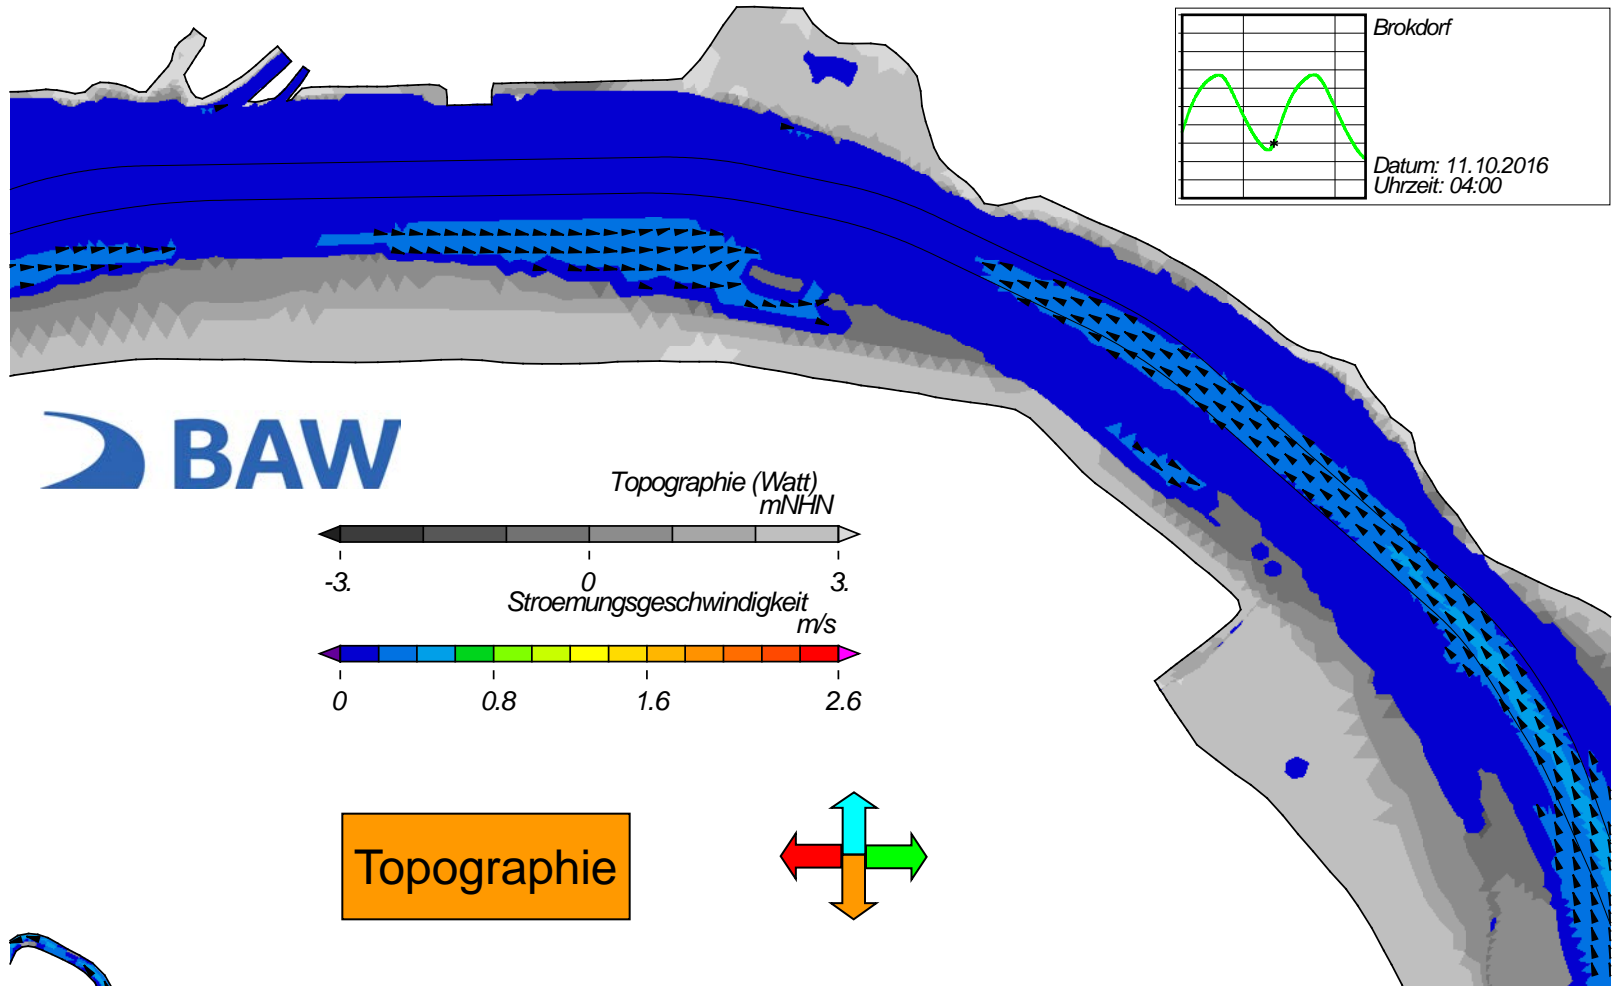 Brokdorf
Datum: 11.10.2016
Uhrzeit: 04:00
BAW
Topographie (Watt)
mNHN
-3. 0 3.
Stroemungsgeschwindigkeit
m/s
0 0.8 1.6 2.6
Topographie